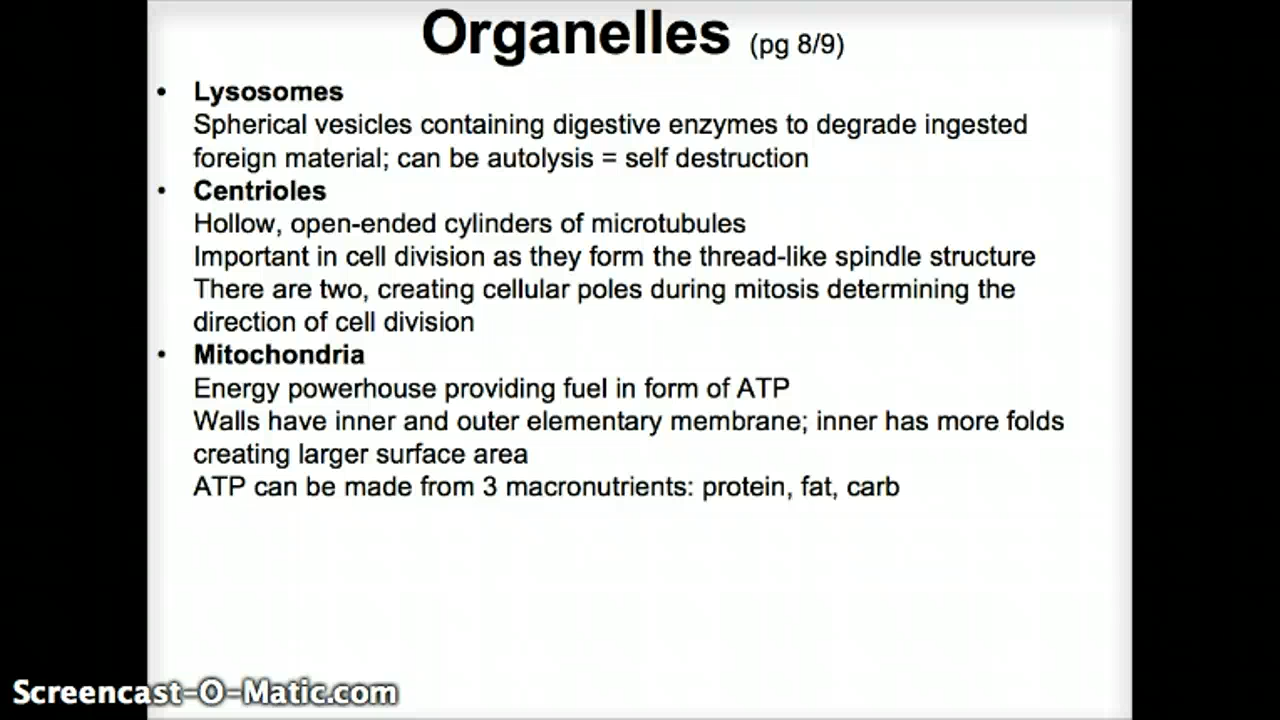 Organelles (pg 8/9)
• Lysosomes
Spherical vesicles containing digestive enzymes to degrade ingested
foreign material; can be autolysis = self destruction
• Centrioles
Hollow, open-ended cylinders of microtubules
Important in cell division as they form the thread-like spindle structure
There are two, creating cellular poles during mitosis determining the
direction of cell division
• Mitochondria
Energy powerhouse providing fuel in form of ATP
Walls have inner and outer elementary membrane; inner has more folds
creating larger surface area
ATP can be made from 3 macronutrients: protein, fat, carb
Screencast-O-Matic.com